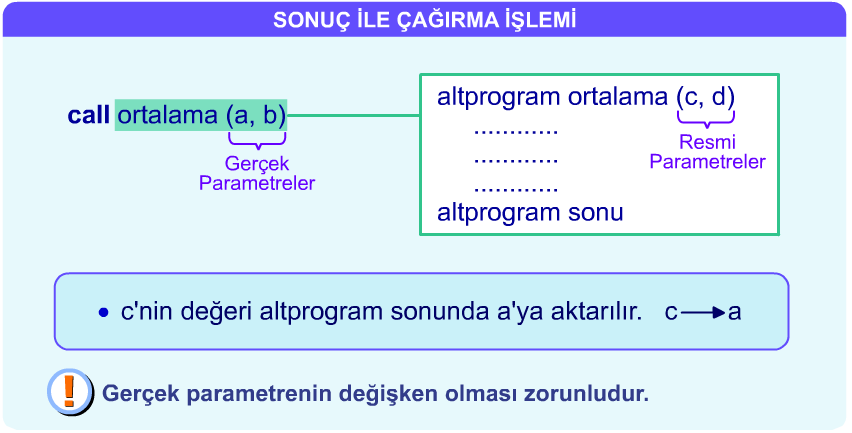 SONUÇ İLE ÇAĞIRMA İŞLEMİ
call ortalama (a, b)
Gerçek
Parametreler
altprogram ortalama (c, d)
............
............
............
Resmi
Parametreler
altprogram sonu
• c'nin değeri altprogram sonunda a'ya aktarılır. c→a
! Gerçek parametrenin değişken olması zorunludur.